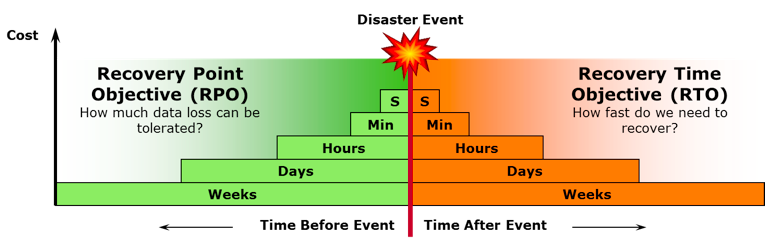 Disaster Event
Cost
Recovery Point
Objective (RPO)
How much data loss can be
tolerated?
Recovery Time
Objective (RTO)
How fast do we need to
recover?
S S
Min Min
Hours Hours
Days Days
Weeks Weeks
Time Before Event Time After Event